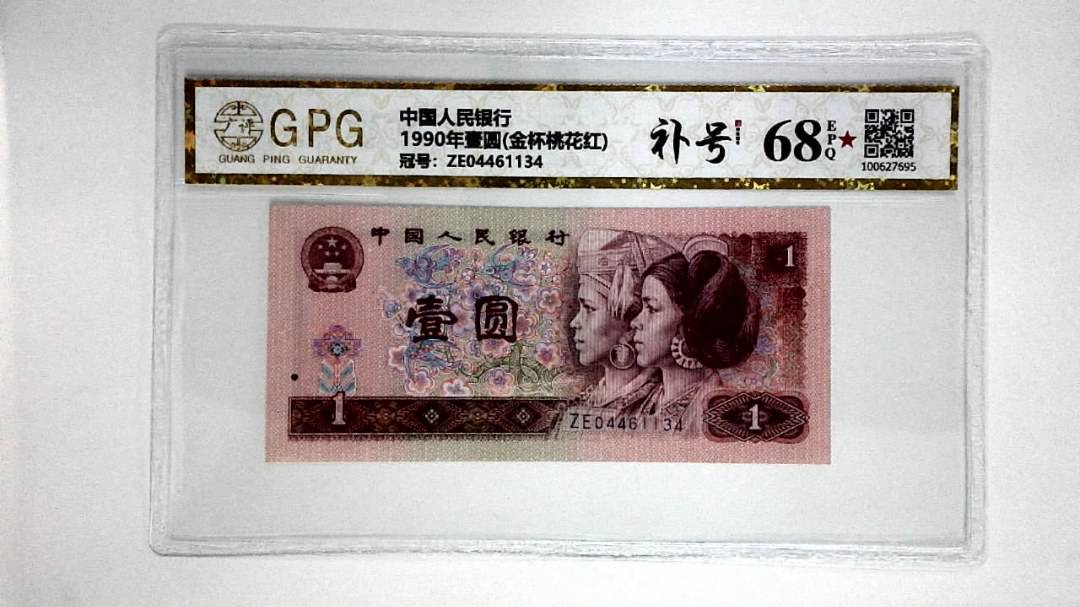 广评
GPG
GUANG PING GUARANTY
中国人民银行
1990年壹圆(金杯桃花红)
冠号：ZE04461134
补号
68
EPQ
100627695
中国人民银行
1
壹圆
1
ZE04461134
1